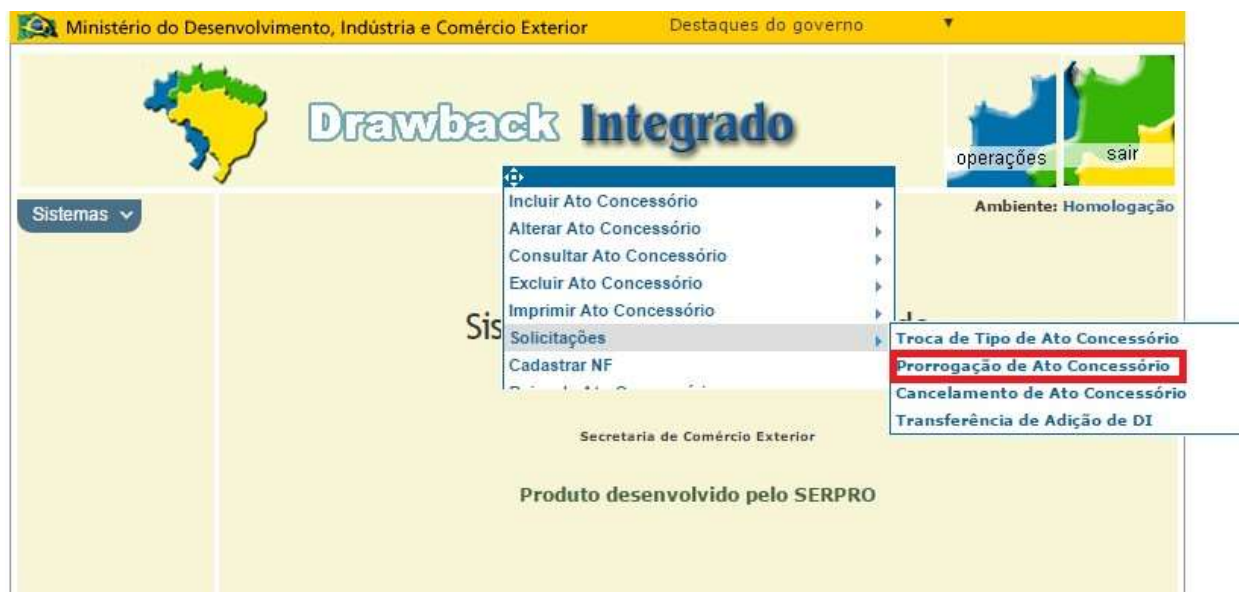 Ministério do Desenvolvimento, Indústria e Comércio Exterior
Destaques do governo
Drawback Integrado
operações
sair
Sistemas
Ambiente: Homologação
Incluir Ato Concessório
Alterar Ato Concessório
Consultar Ato Concessório
Excluir Ato Concessório
Imprimir Ato Concessório
Sis
Solicitações
Cadastrar NF
Troca de Tipo de Ato Concessório
Prorrogação de Ato Concessório
Cancelamento de Ato Concessório
Transferência de Adição de DI
Secretaria de Comércio Exterior
Produto desenvolvido pelo SERPRO